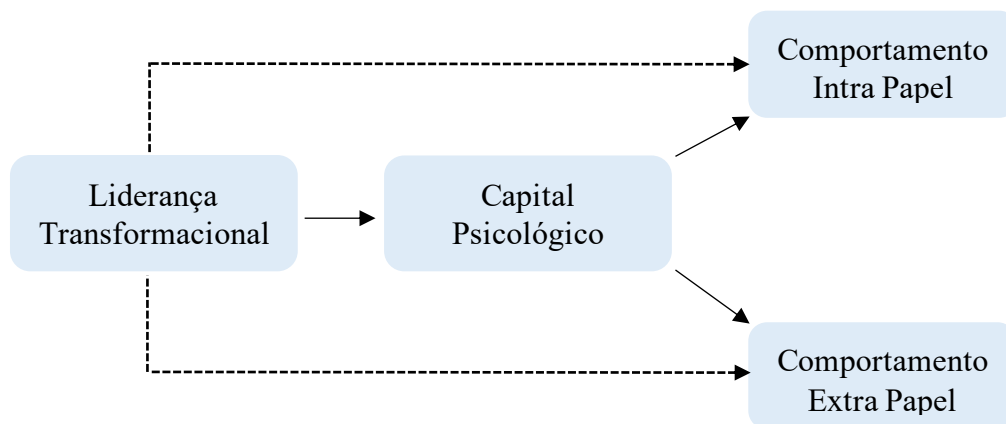 Comportamento
Intra Papel
Liderança
Transformacional
Capital
Psicológico
Comportamento
Extra Papel